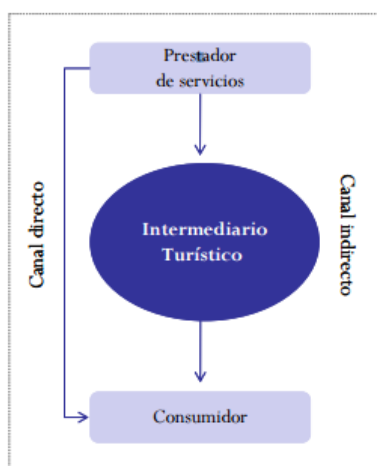 Prestador
de servicios
Canal directo
Intermediario
Turístico
Canal indirecto
Consumidor